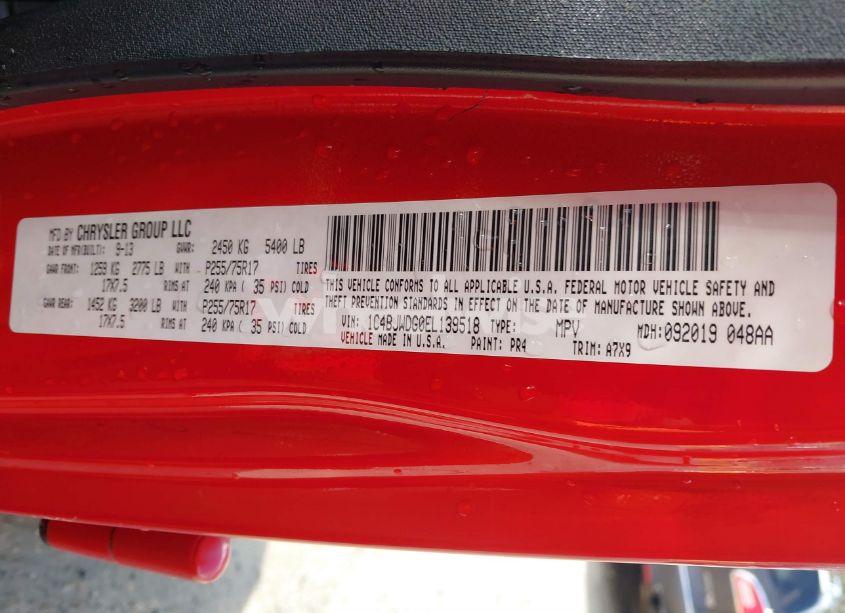 MFD BY CHRYSLER GROUP LLC
DATE OF MFR(BUILT): 9-13 GVWR: 2450 KG 5400 LB
GAWR FRONT: 1259 KG 2775 LB WITH P255/75R17 TIRES
17X7.5 RIMS AT 240 KPA ( 35 PSI) COLD
GAWR REAR: 1452 KG 3200 LB WITH P255/75R17 TIRES
17X7.5 RIMS AT 240 KPA ( 35 PSI) COLD
THIS VEHICLE CONFORMS TO ALL APPLICABLE U.S.A. FEDERAL MOTOR VEHICLE SAFETY AND
THEFT PREVENTION STANDARDS IN EFFECT ON THE DATE OF MANUFACTURE SHOWN ABOVE.
VIN: 1C4BJWDG0EL139518 TYPE: MPV MDH:092019 048AA
VEHICLE MADE IN U.S.A. PAINT: PR4 TRIM: A7X9